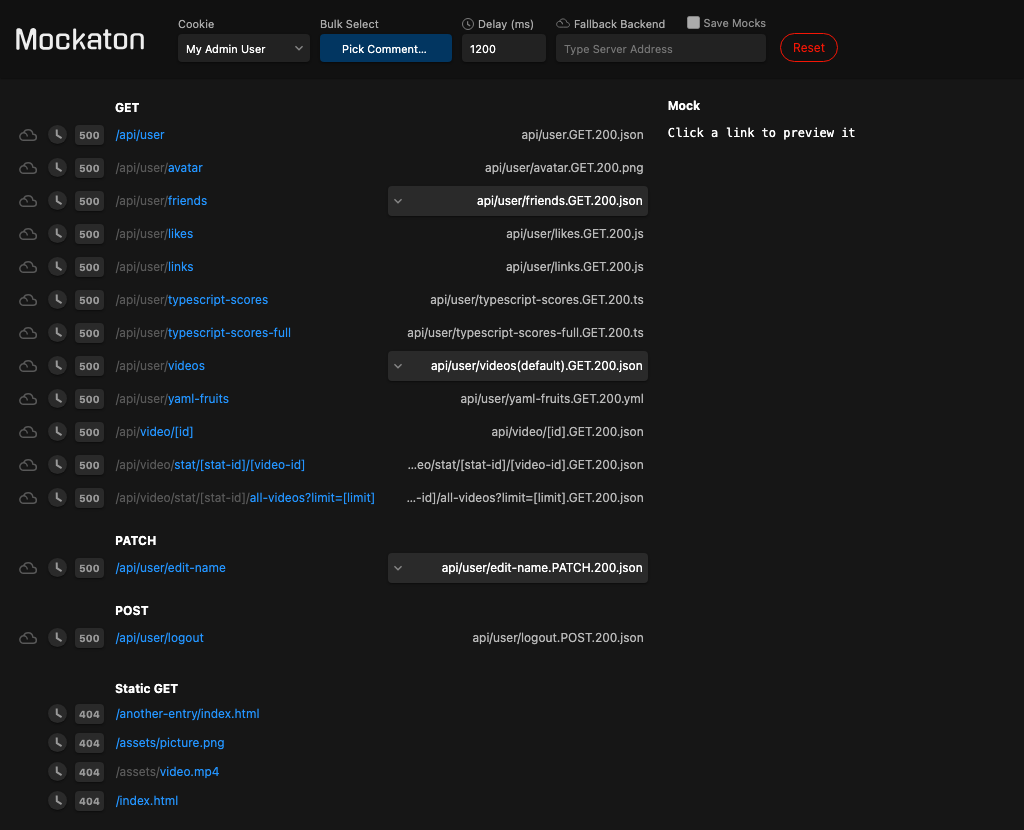 Mockaton
Cookie
My Admin User
Bulk Select
Pick Comment...
Delay (ms)
1200
Fallback Backend
Type Server Address
Save Mocks
Reset
GET
500 /api/user api/user.GET.200.json
500 /api/user/avatar api/user/avatar.GET.200.png
500 /api/user/friends api/user/friends.GET.200.json
500 /api/user/likes api/user/likes.GET.200.js
500 /api/user/links api/user/links.GET.200.js
500 /api/user/typescript-scores api/user/typescript-scores.GET.200.ts
500 /api/user/typescript-scores-full api/user/typescript-scores-full.GET.200.ts
500 /api/user/videos api/user/videos(default).GET.200.json
500 /api/user/yaml-fruits api/user/yaml-fruits.GET.200.yml
500 /api/video/[id] api/video/[id].GET.200.json
500 /api/video/stat/[stat-id]/[video-id] ...eo/stat/[stat-id]/[video-id].GET.200.json
500 /api/video/stat/[stat-id]/all-videos?limit=[limit] ...-id]/all-videos?limit=[limit].GET.200.json
PATCH
500 /api/user/edit-name api/user/edit-name.PATCH.200.json
POST
500 /api/user/logout api/user/logout.POST.200.json
Static GET
404 /another-entry/index.html
404 /assets/picture.png
404 /assets/video.mp4
404 /index.html
Mock
Click a link to preview it